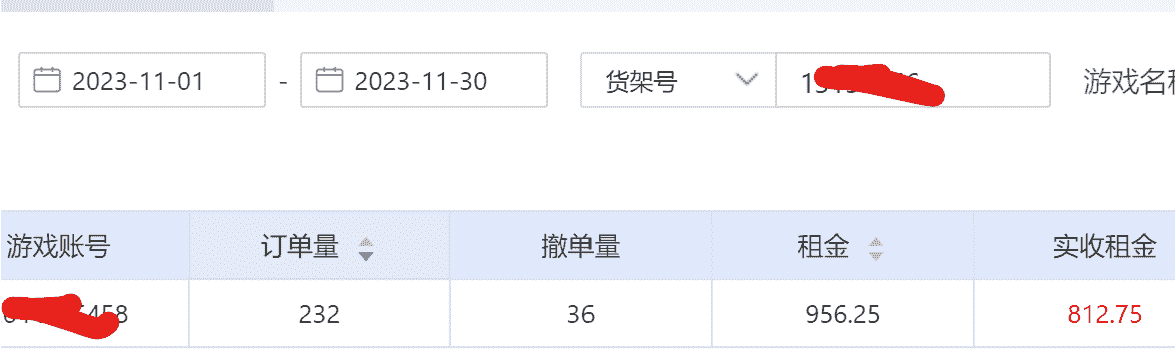 2023-11-01 - 2023-11-30 货架号 游戏名
游戏账号 订单量 撤单量 租金 实收租金
232 36 956.25 812.75